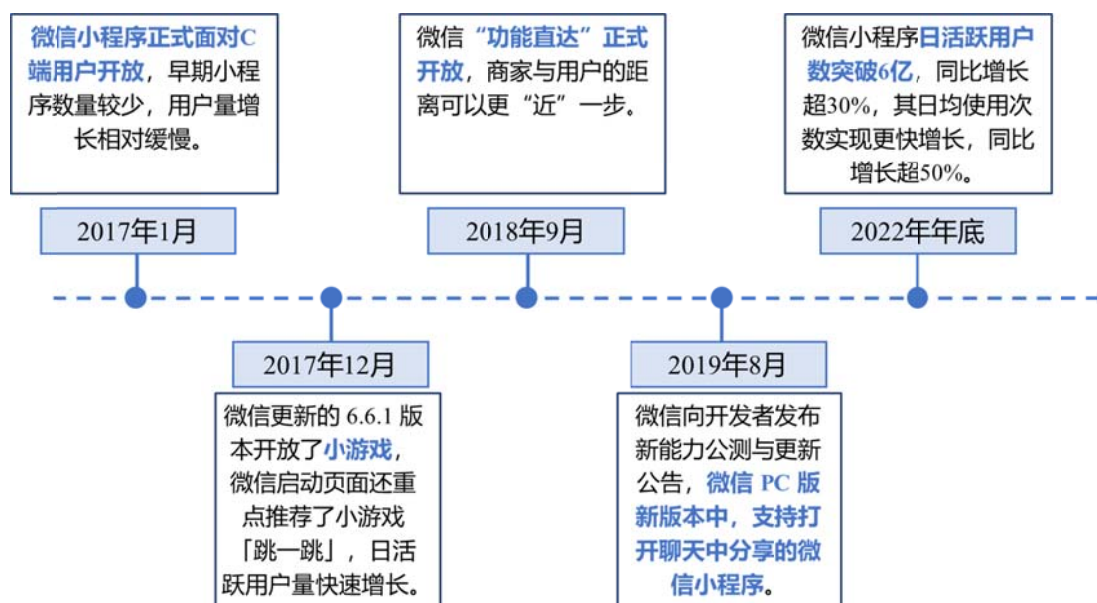 微信小程序正式面对C
端用户开放，早期小程
序数量较少，用户量增
长相对缓慢。
2017年1月
微信更新的 6.6.1 版
本开放了小游戏，
微信启动页面还重
点推荐了小游戏
「跳一跳」，日活
跃用户量快速增长。
2017年12月
微信“功能直达”正式
开放，商家与用户的距
离可以更“近”一步。
2018年9月
微信向开发者发布
新能力公测与更新
公告，微信 PC 版
新版本中，支持打
开聊天中分享的微
信小程序。
2019年8月
微信小程序日活跃用户
数突破6亿，同比增长
超30%，其日均使用次
数实现更快增长，同比
增长超50%。
2022年年底